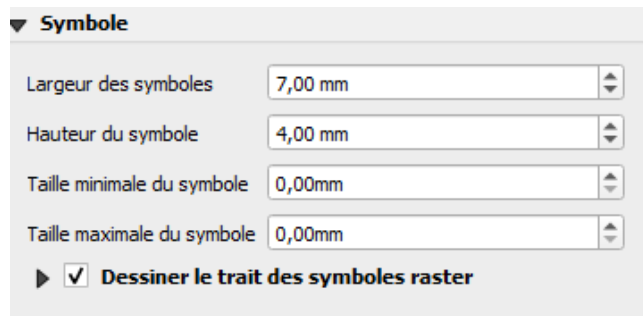 Symbole
Largeur des symboles 7,00 mm
Hauteur du symbole 4,00 mm
Taille minimale du symbole 0,00mm
Taille maximale du symbole 0,00mm
Dessiner le trait des symboles raster